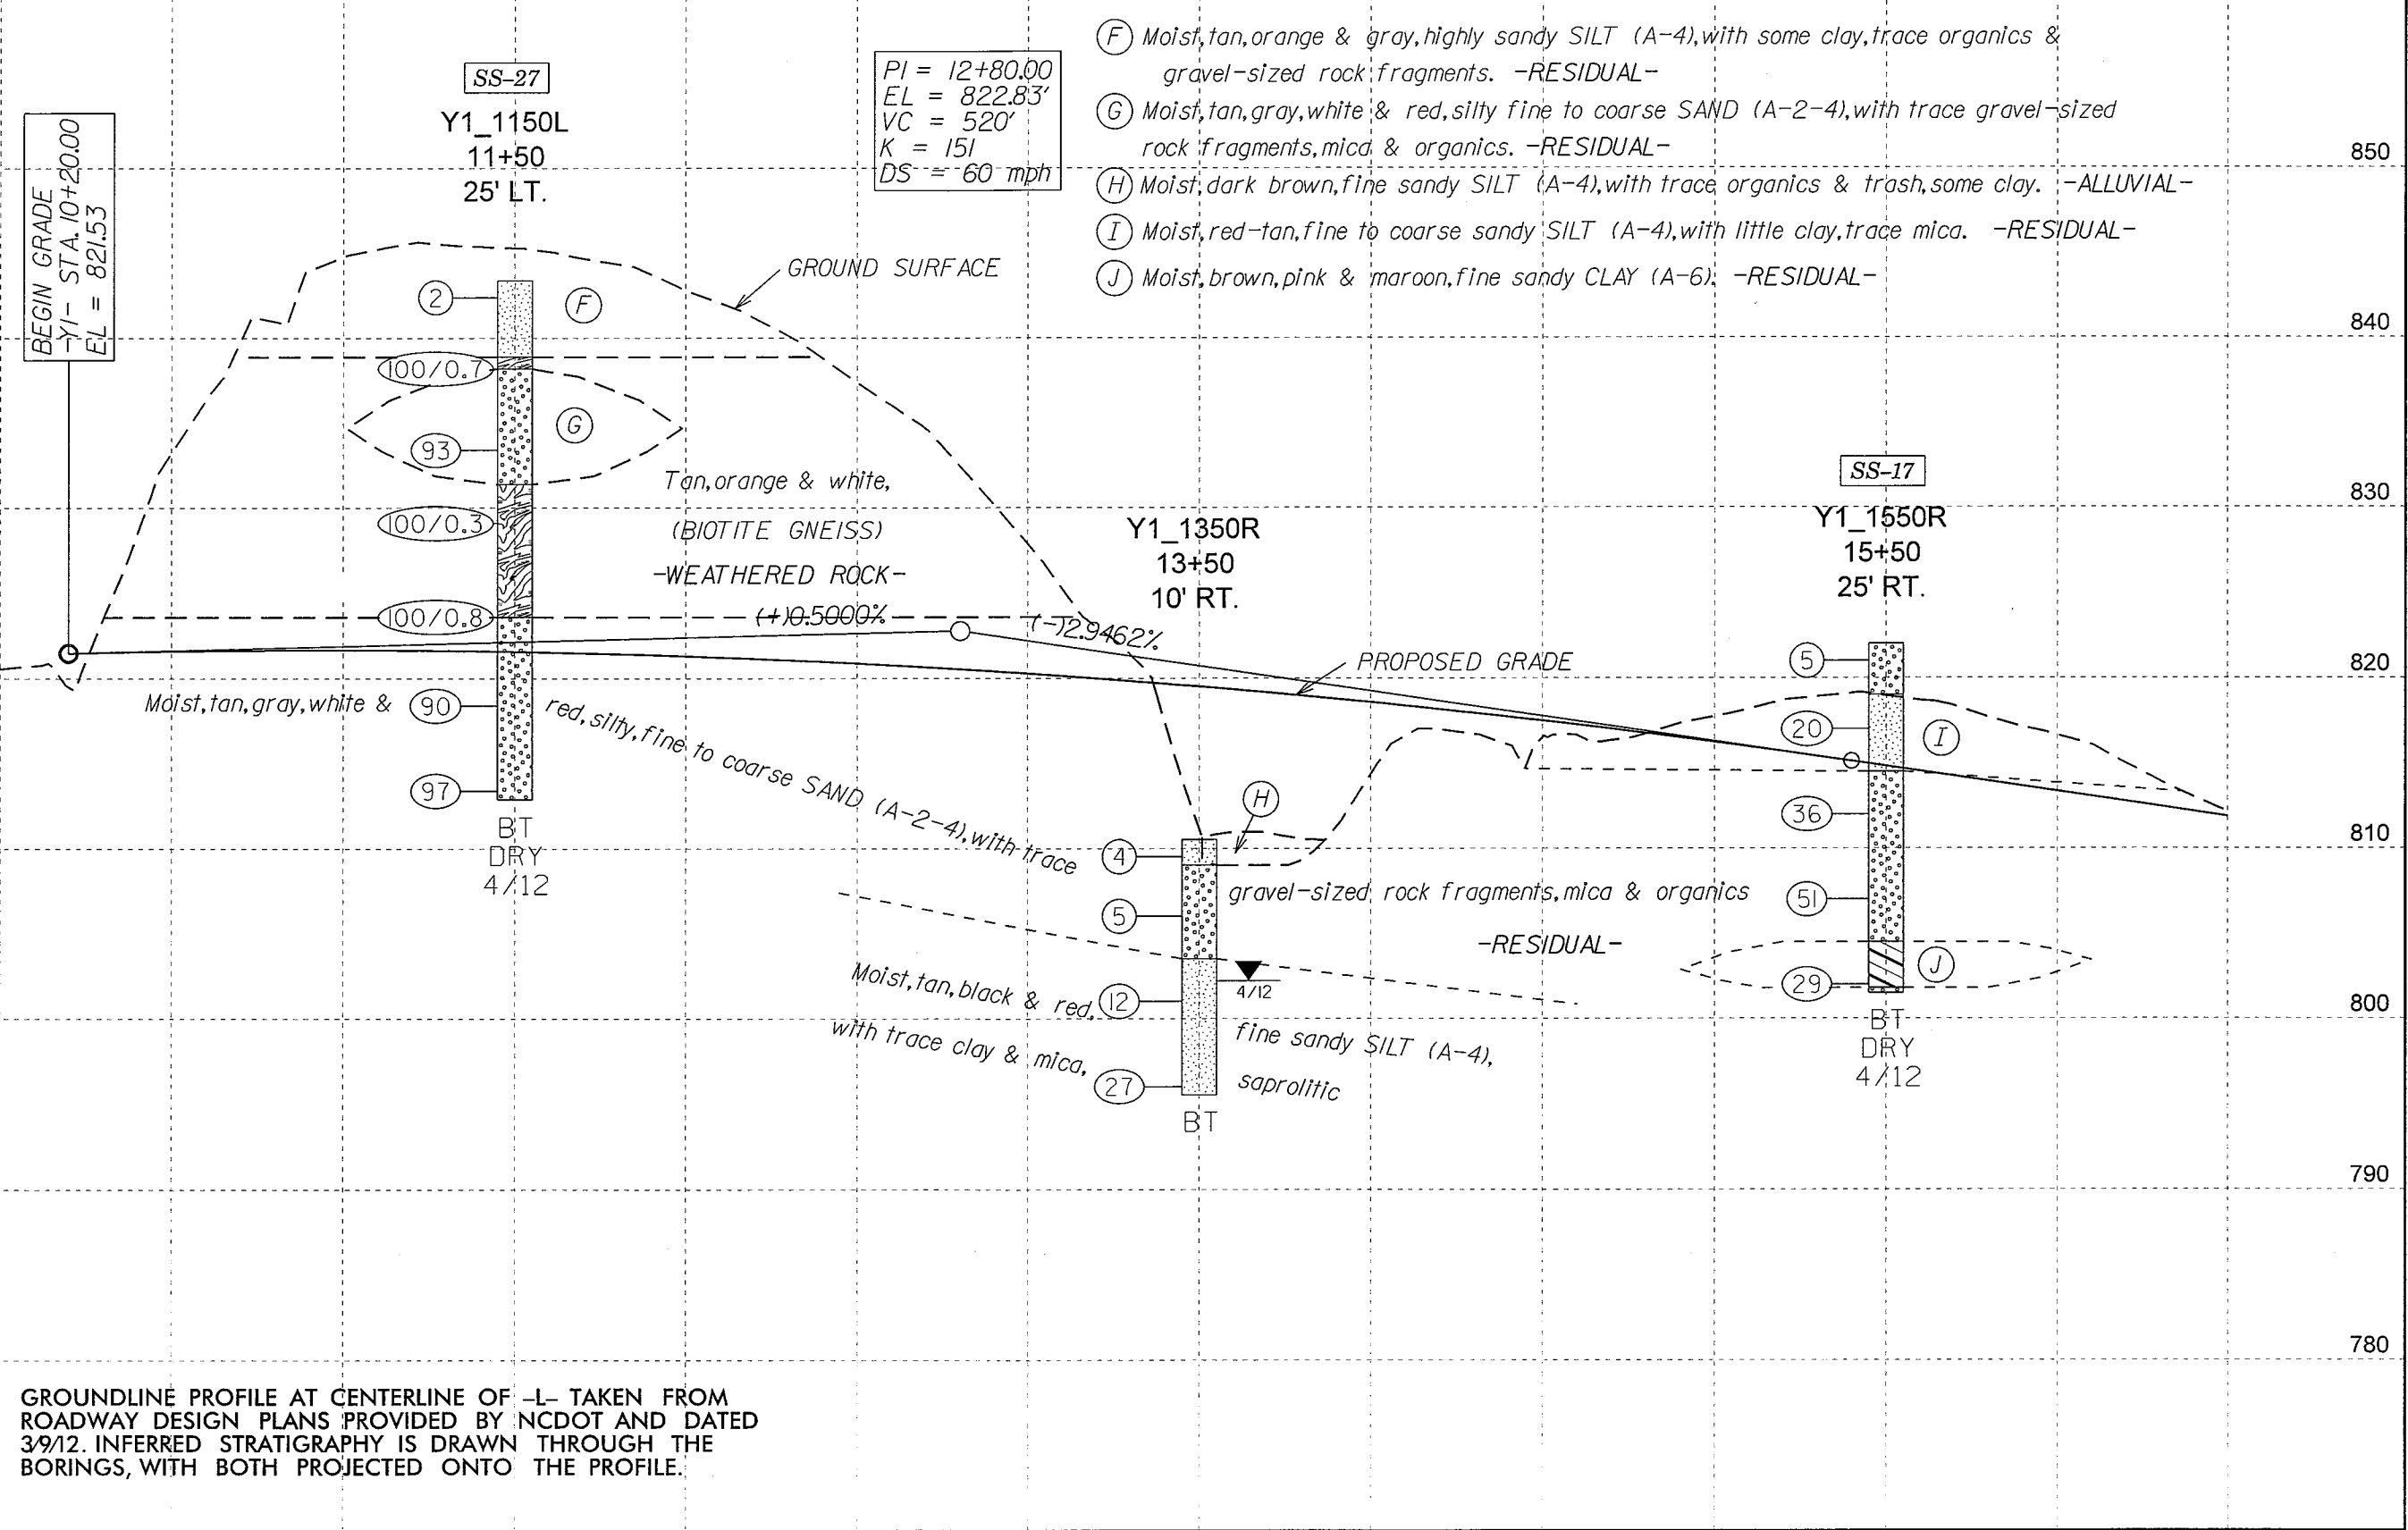 (F) Moist, tan, orange & gray, highly sandy SILT (A-4), with some clay, trace organics &
gravel-sized rock fragments. -RESIDUAL-
(G) Moist, tan, gray, white & red, silty fine to coarse SAND (A-2-4), with trace gravel-sized
rock fragments, mica & organics. -RESIDUAL-
(H) Moist, dark brown, fine sandy SILT (A-4), with trace organics & trash, some clay. -ALLUVIAL-
(I) Moist, red-tan, fine to coarse sandy SILT (A-4), with little clay, trace mica. -RESIDUAL-
(J) Moist, brown, pink & maroon, fine sandy CLAY (A-6). -RESIDUAL-
PI = 12+80.00
EL = 822.83'
VC = 520'
K = 151
DS = 60 mph
BEGIN GRADE
-Y1- STA. 10+20.00
EL = 821.53
SS-27
Y1_1150L
11+50
25' LT.
GROUND SURFACE
2
F
100/0.7
G
93
100/0.3
100/0.8
90
97
BT
DRY
4/12
Tan, orange & white,
(BIOTITE GNEISS)
-WEATHERED ROCK-
(+)0.5000%
(-)2.9462%
PROPOSED GRADE
Moist, tan, gray, white &
red, silty, fine to coarse SAND (A-2-4), with trace
gravel-sized rock fragments, mica & organics
-RESIDUAL-
Y1_1350R
13+50
10' RT.
H
4
5
12
27
4/12
BT
Moist, tan, black & red,
fine sandy SILT (A-4),
with trace clay & mica,
saprolitic
SS-17
Y1_1550R
15+50
25' RT.
5
20
I
36
51
29
J
BT
DRY
4/12
850
840
830
820
810
800
790
780
GROUNDLINE PROFILE AT CENTERLINE OF -L- TAKEN FROM
ROADWAY DESIGN PLANS PROVIDED BY NCDOT AND DATED
3/9/12. INFERRED STRATIGRAPHY IS DRAWN THROUGH THE
BORINGS, WITH BOTH PROJECTED ONTO THE PROFILE.